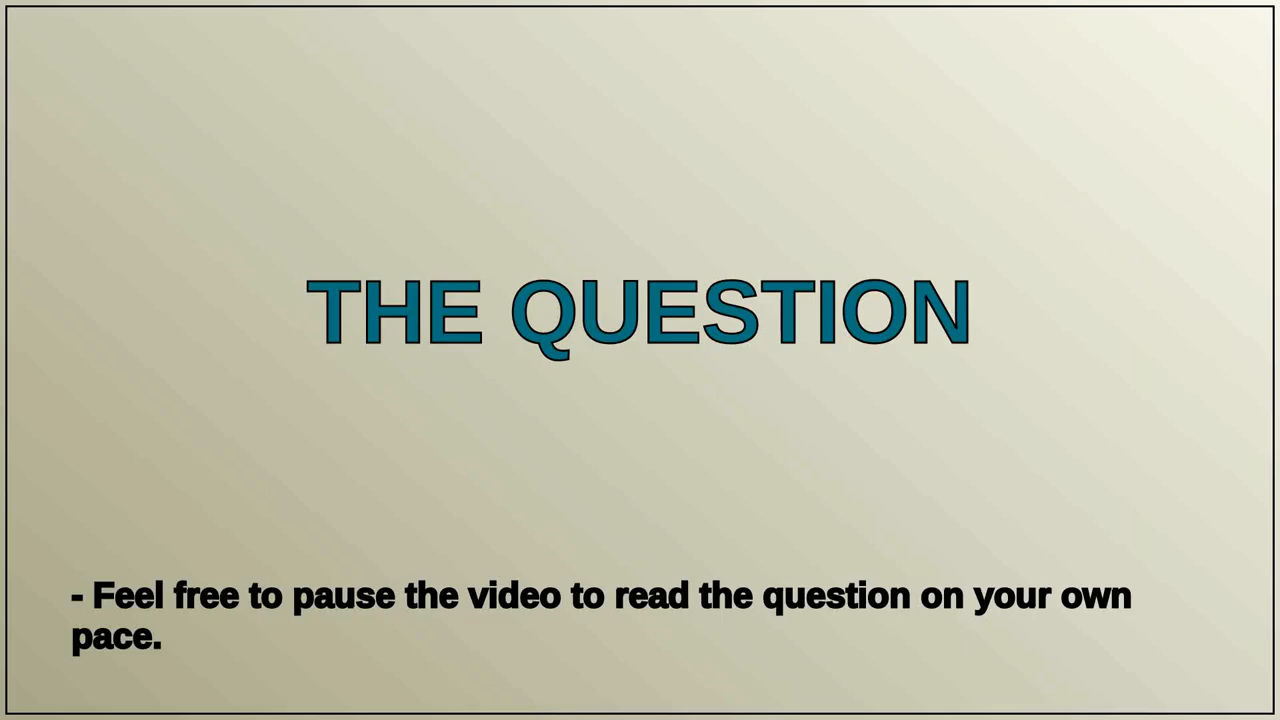 THE QUESTION
- Feel free to pause the video to read the question on your own
pace.